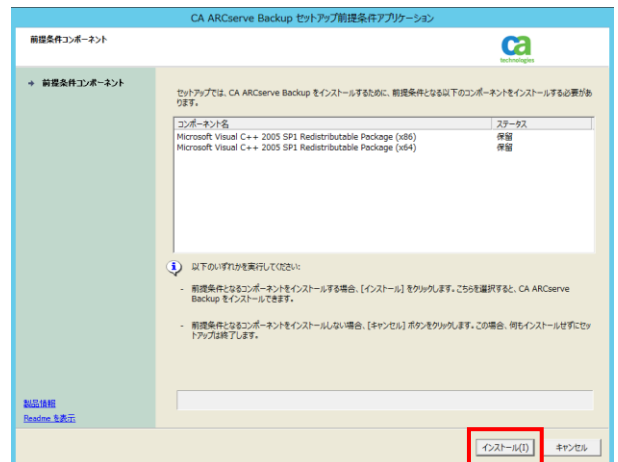 CA ARCserve Backup セットアップ前提条件アプリケーション
前提条件コンポーネント
ca
technologies
→ 前提条件コンポーネント
セットアップでは、CA ARCserve Backup をインストールするために、前提条件となる以下のコンポーネントをインストールする必要があ
ります。
コンポーネント名 ステータス
Microsoft Visual C++ 2005 SP1 Redistributable Package (x86) 保留
Microsoft Visual C++ 2005 SP1 Redistributable Package (x64) 保留
以下のいずれかを実行してください:
- 前提条件となるコンポーネントをインストールする場合、[インストール] をクリックします。こちらを選択すると、CA ARCserve
Backup をインストールできます。
- 前提条件となるコンポーネントをインストールしない場合、[キャンセル] ボタンをクリックします。この場合、何もインストールせずにセッ
トアップは終了します。
製品情報
Readme を表示
インストール(I) キャンセル